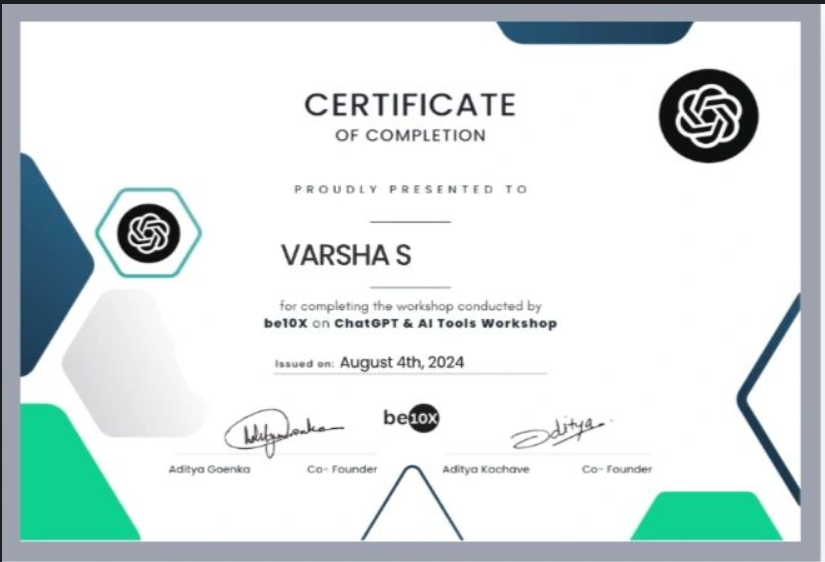 CERTIFICATE
OF COMPLETION
PROUDLY PRESENTED TO
VARSHA S
for completing the workshop conducted by
be10X on ChatGPT & AI Tools Workshop
Issued on: August 4th, 2024
be10X
Aditya Goenka Co- Founder Aditya Kachave Co- Founder